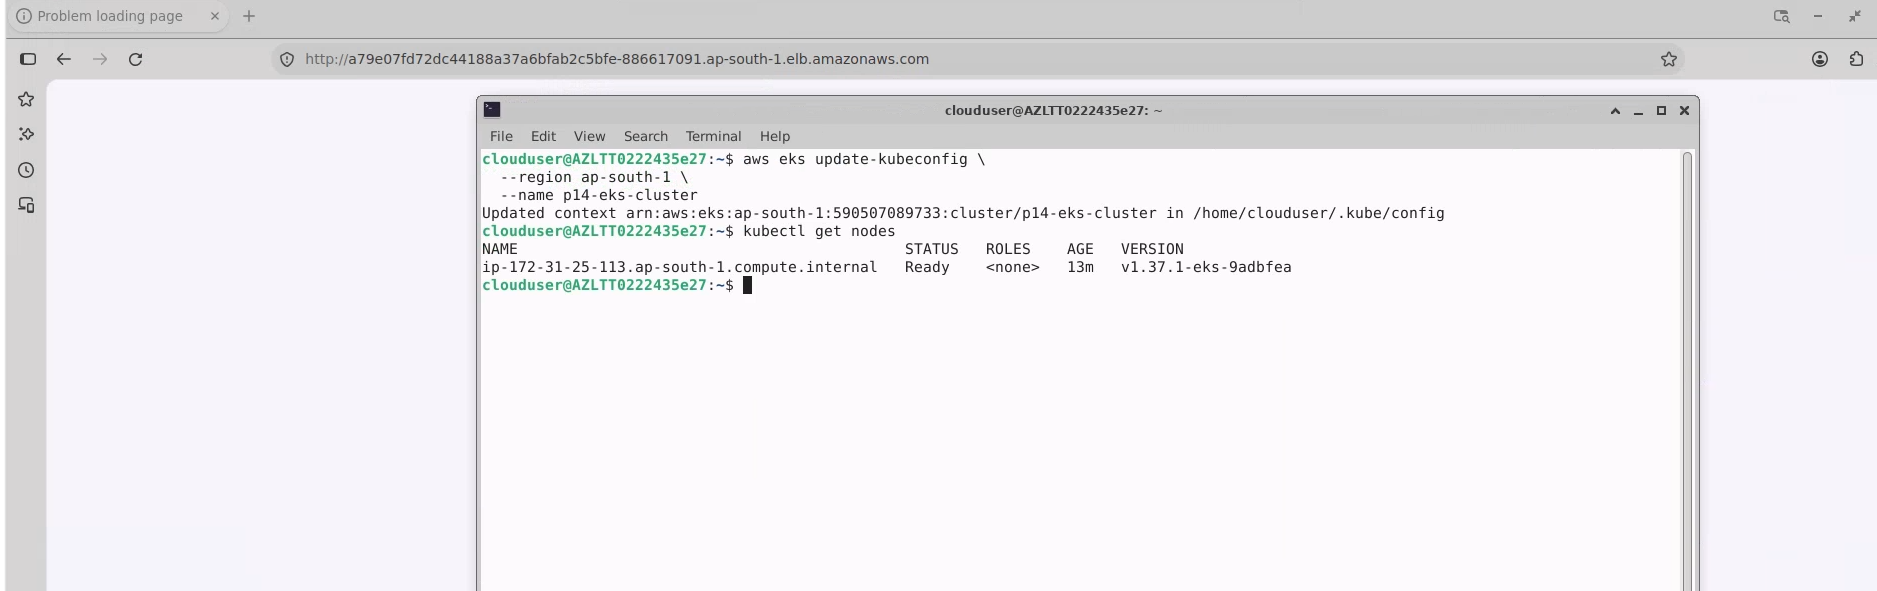 Problem loading page
http://a79e07fd72dc44188a37a6bfab2c5bfe-886617091.ap-south-1.elb.amazonaws.com
clouduser@AZLTT0222435e27: ~
File Edit View Search Terminal Help
clouduser@AZLTT0222435e27:~$ aws eks update-kubeconfig \
  --region ap-south-1 \
  --name p14-eks-cluster
Updated context arn:aws:eks:ap-south-1:590507089733:cluster/p14-eks-cluster in /home/clouduser/.kube/config
clouduser@AZLTT0222435e27:~$ kubectl get nodes
NAME                                           STATUS   ROLES    AGE   VERSION
ip-172-31-25-113.ap-south-1.compute.internal   Ready    <none>   13m   v1.37.1-eks-9adbfea
clouduser@AZLTT0222435e27:~$